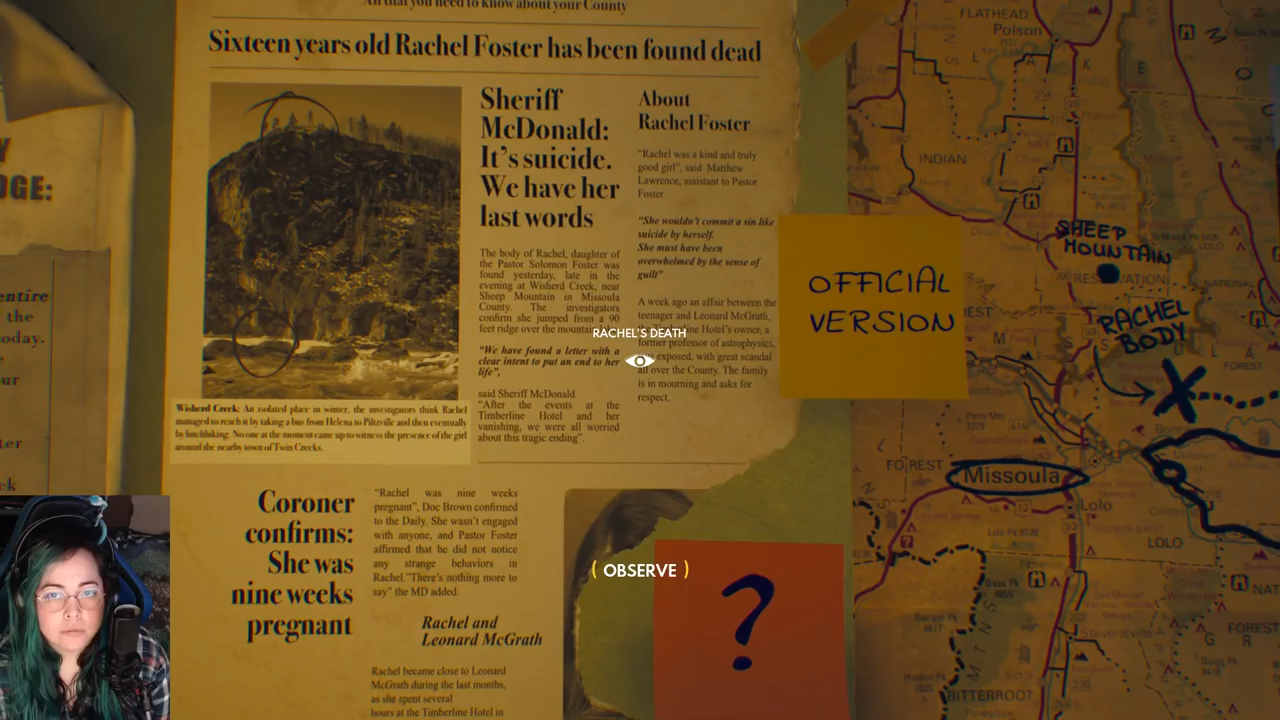 All that you need to know about your County
Sixteen years old Rachel Foster has been found dead
Sheriff
McDonald:
It's suicide.
We have her
last words
The body of Rachel, daughter of
the Pastor Solomon Foster was
found yesterday, late in the
evening at Wisherd Creek, near
Sheep Mountain in Missoula
County. The investigators
confirm she jumped from a 90
feet ridge over the mountain
"We have found a letter with a
clear intent to put an end to her
life",
said Sheriff McDonald.
"After the events at the
Timberline Hotel and her
vanishing, we were all worried
about this tragic ending".
About
Rachel Foster
"Rachel was a kind and truly
good girl", said Matthew
Lawrence, assistant to Pastor
Foster.
"She wouldn't commit a sin like
suicide by herself.
She must have been
overwhelmed by the sense of
guilt".
A week ago an affair between the
teenager and Leonard McGrath,
Hotel's owner, a
former professor of astrophysics,
exposed, with great scandal
all over the County. The family
is in mourning and asks for
respect.
Wisherd Creek: An isolated place in winter, the investigators think Rachel
managed to reach it by taking a bus from Helena to Piltzville and then eventually
by hitchhiking. No one at the moment came up to witness the presence of the girl
around the nearby town of Twin Creeks.
Coroner
confirms:
She was
nine weeks
pregnant
"Rachel was nine weeks
pregnant", Doc Brown confirmed
to the Daily. She wasn't engaged
with anyone, and Pastor Foster
affirmed that he did not notice
any strange behaviors in
Rachel."There's nothing more to
say" the MD added.
Rachel and
Leonard McGrath
Rachel became close to Leonard
McGrath during the last months,
as she spent several
hours at the Timberline Hotel in
RACHEL'S DEATH
( OBSERVE )
OFFICIAL
VERSION
?
SHEEP
MOUNTAIN
RACHEL
BODY
X
FLATHEAD
Polson
INDIAN
Missoula
FOREST
Lolo
LOLO
Stevensville
BITTERROOT
FOREST
DGE:
entire
the
today.